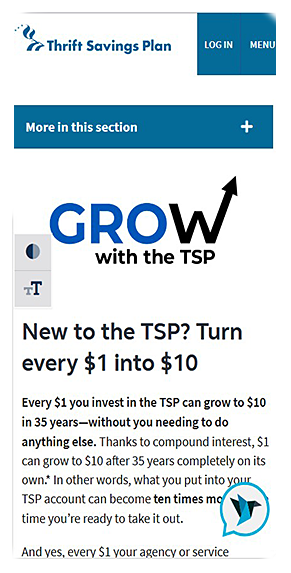 Thrift Savings Plan
LOG IN
MENU
More in this section
+
GROW
with the TSP
TT
New to the TSP? Turn
every $1 into $10
Every $1 you invest in the TSP can grow to $10
in 35 years—without you needing to do
anything else. Thanks to compound interest, $1
can grow to $10 after 35 years completely on its
own.* In other words, what you put into your
TSP account can become ten times
time you're ready to take it out.
And yes, every $1 your agency or service